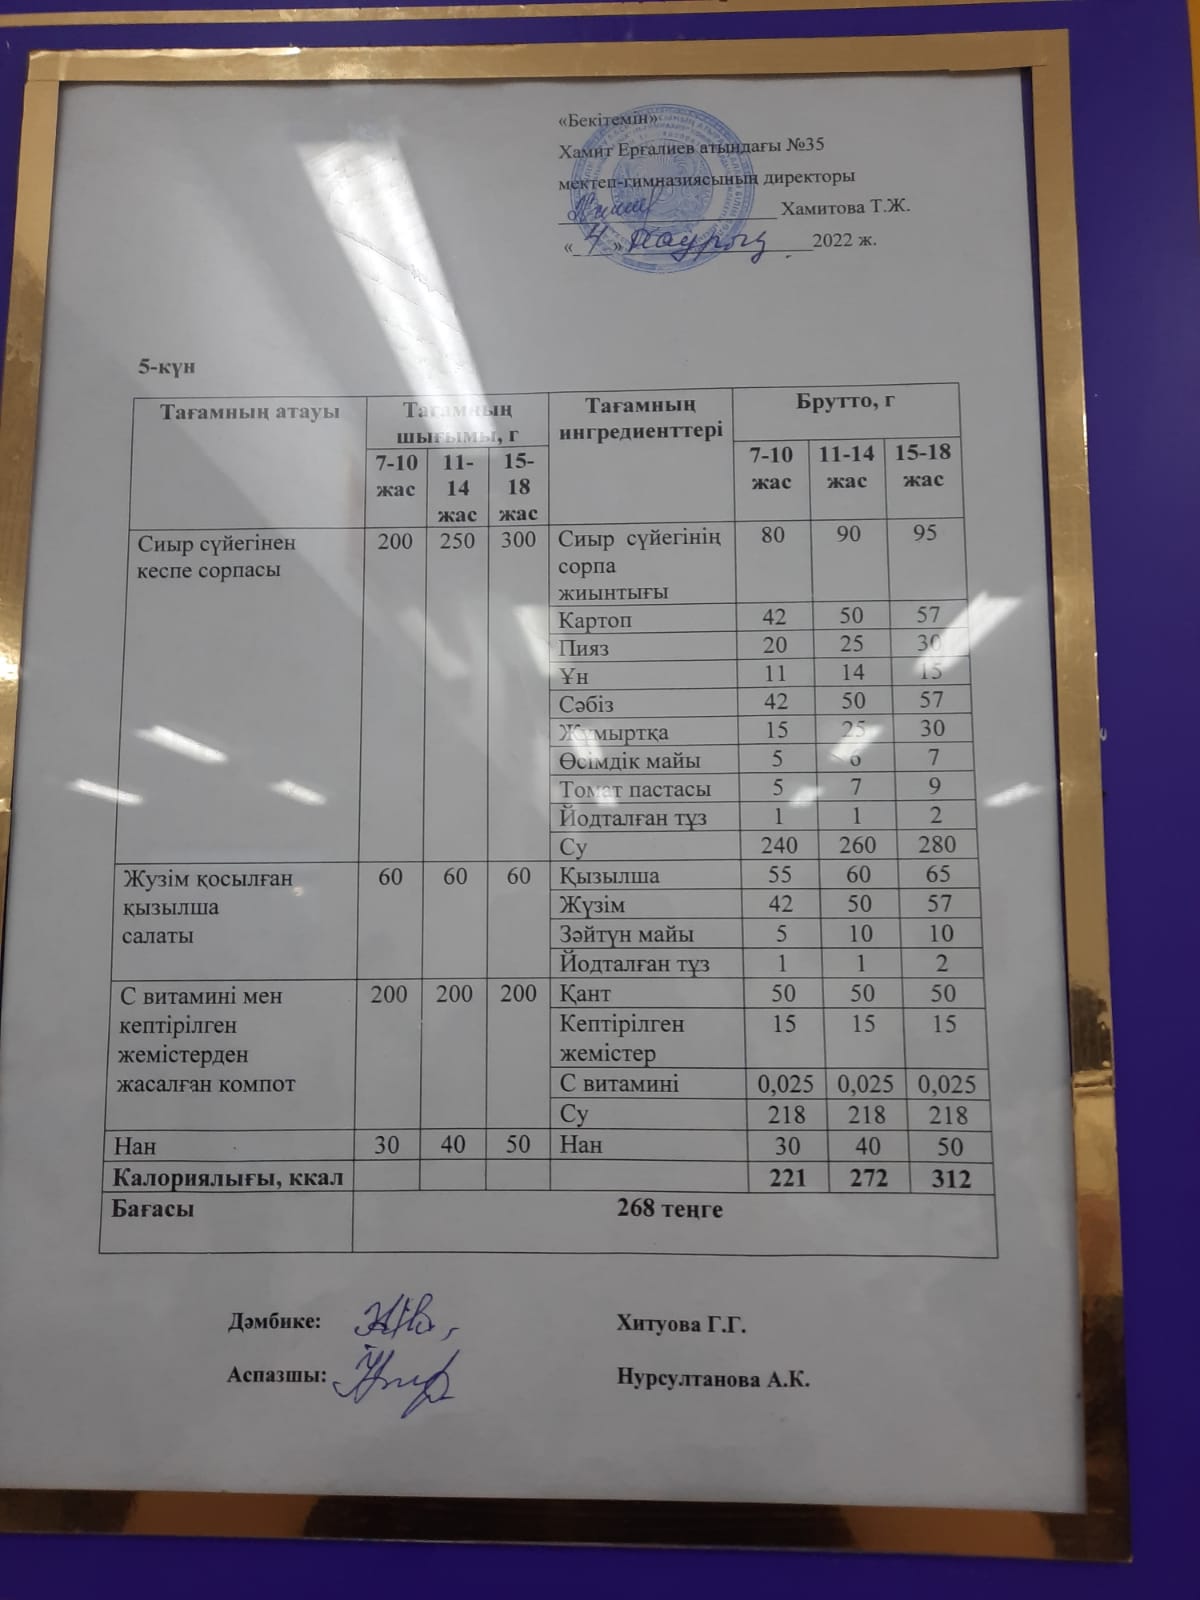 «Бекітемін»
Хамит Ерғалиев атындағы №35
мектеп-гимназиясының директоры
Хамитова Т.Ж.
«4» Наурыз 2022 ж.
5-күн
Тағамның атауы Тағамның шығымы, г Тағамның ингредиенттері Брутто, г
7-10 жас 11-14 жас 15-18 жас 7-10 жас 11-14 жас 15-18 жас
Сиыр сүйегінен кеспе сорпасы 200 250 300 Сиыр сүйегінің сорпа жиынтығы 80 90 95
Картоп 42 50 57
Пияз 20 25 30
Ұн 11 14 15
Сәбіз 42 50 57
Жұмыртқа 15 25 30
Өсімдік майы 5 6 7
Томат пастасы 5 7 9
Йодталған тұз 1 1 2
Су 240 260 280
Жузім қосылған қызылша салаты 60 60 60 Қызылша 55 60 65
Жүзім 42 50 57
Зәйтүн майы 5 10 10
Йодталған тұз 1 1 2
С витамині мен кептірілген жемістерден жасалған компот 200 200 200 Қант 50 50 50
Кептірілген жемістер 15 15 15
С витамині 0,025 0,025 0,025
Су 218 218 218
Нан 30 40 50 Нан 30 40 50
Калориялығы, ккал 221 272 312
Бағасы 268 теңге
Дәмбике: Хитуова Г.Г.
Аспазшы: Нурсултанова А.К.